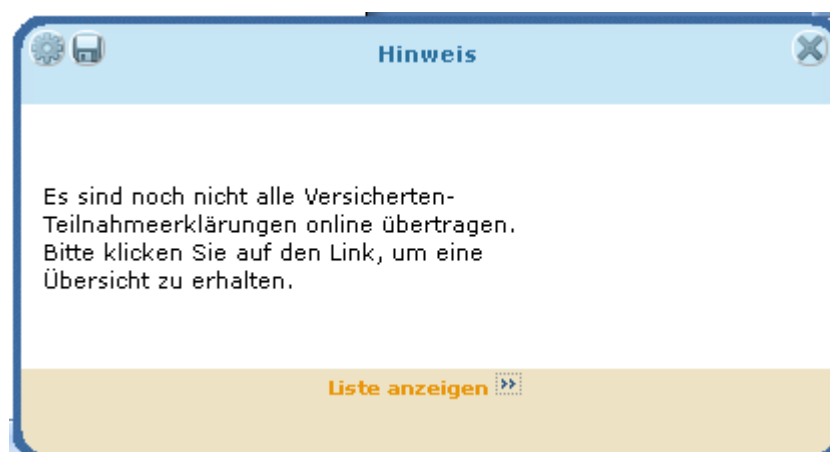 Hinweis
Es sind noch nicht alle Versicherten-
Teilnahmeerklärungen online übertragen.
Bitte klicken Sie auf den Link, um eine
Übersicht zu erhalten.
Liste anzeigen